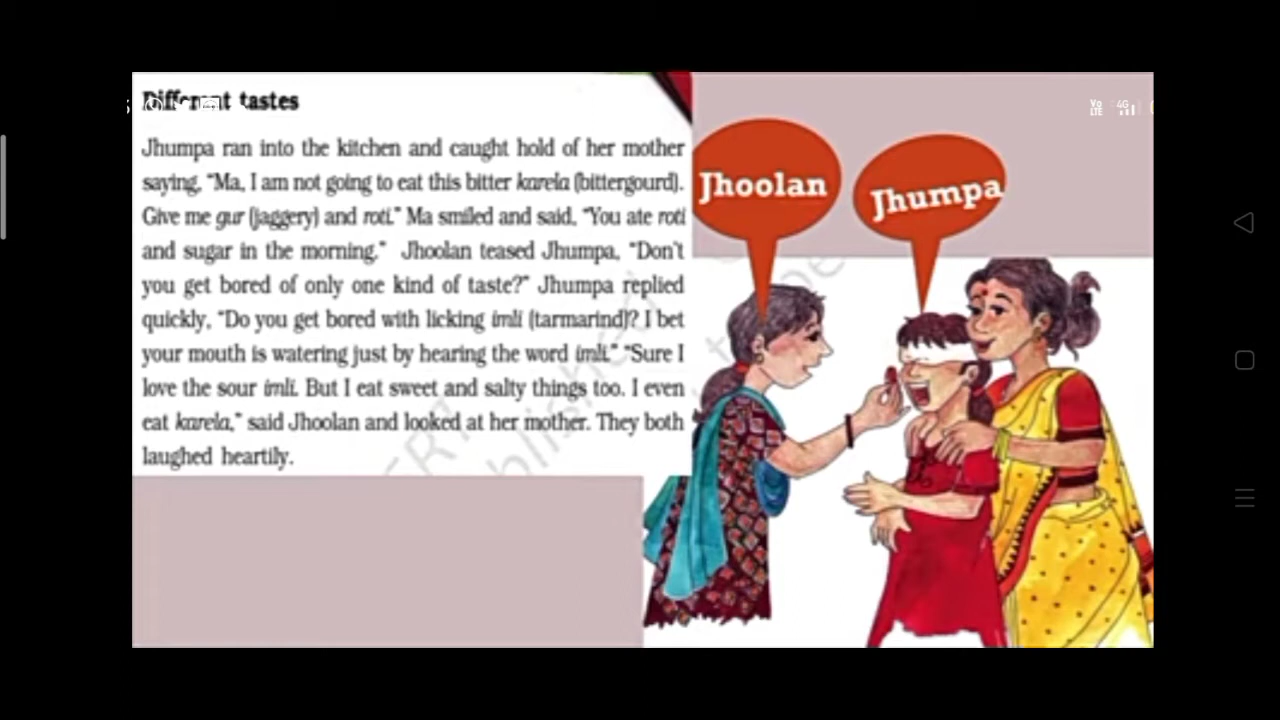 Different tastes
Jhumpa ran into the kitchen and caught hold of her mother
saying, “Ma, I am not going to eat this bitter karela (bittergourd).
Give me gur (jaggery) and roti.” Ma smiled and said, “You ate roti
and sugar in the morning.” Jhoolan teased Jhumpa, “Don't
you get bored of only one kind of taste?” Jhumpa replied
quickly, “Do you get bored with licking imli (tarmarind)? I bet
your mouth is watering just by hearing the word imli.” “Sure I
love the sour imli. But I eat sweet and salty things too. I even
eat karela,” said Jhoolan and looked at her mother. They both
laughed heartily.
Jhoolan
Jhumpa
Vo
LTE
4G